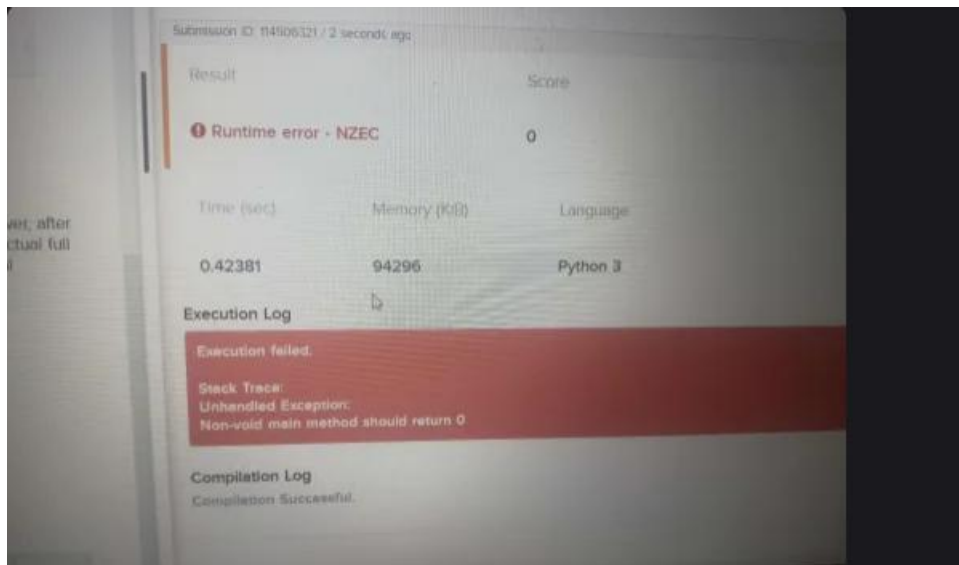 Submission ID: 114906321 / 2 seconds ago
Result
Score
Runtime error - NZEC
0
Time (sec)
Memory (KiB)
Language
ver, after
ctual full
0.42381
94296
Python 3
Execution Log
Execution failed.
Stack Trace:
Unhandled Exception:
Non-void main method should return 0
Compilation Log
Compilation Successful.